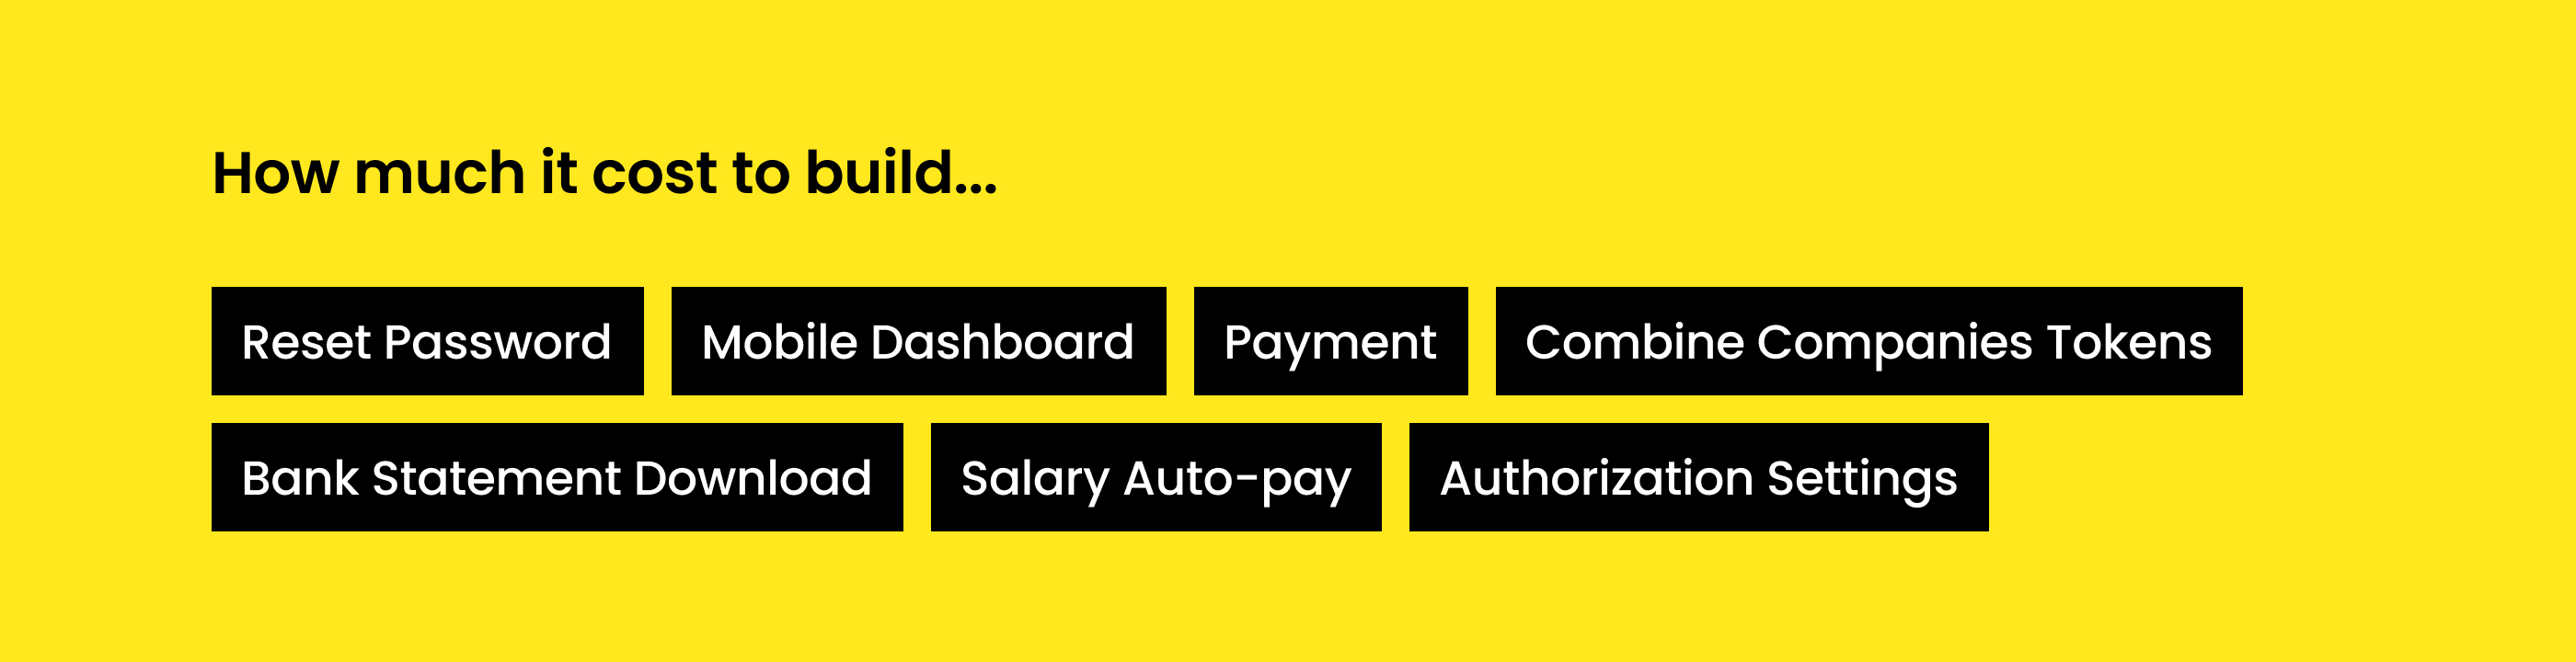 How much it cost to build...
Reset Password Mobile Dashboard Payment Combine Companies Tokens
Bank Statement Download Salary Auto-pay Authorization Settings